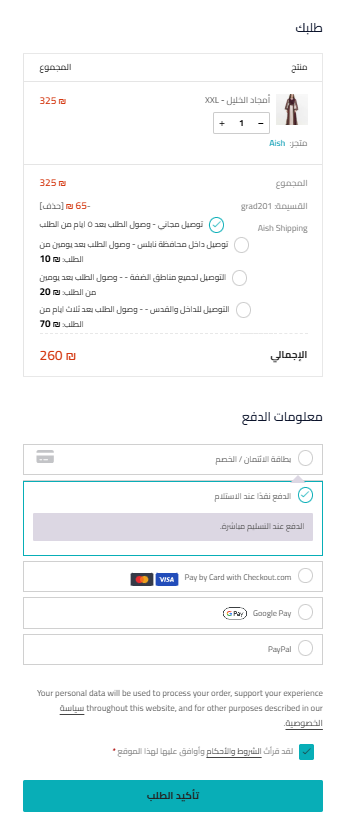 طلبك
منتج المجموع
أمجاد الخليل - XXL 325 ₪
− 1 +
متجر: Aish
المجموع 325 ₪
القسيمة: grad201 -65 ₪ [حذف]
Aish Shipping
توصيل مجاني - وصول الطلب بعد ٥ ايام من الطلب
توصيل داخل محافظة نابلس - وصول الطلب بعد يومين من
الطلب: 10 ₪
التوصيل لجميع مناطق الضفة - - وصول الطلب بعد يومين
من الطلب: 20 ₪
التوصيل للداخل والقدس - - وصول الطلب بعد ثلاث ايام من
الطلب: 70 ₪
الإجمالي 260 ₪
معلومات الدفع
بطاقة الائتمان / الخصم
الدفع نقدًا عند الاستلام
الدفع عند التسليم مباشرة.
Pay by Card with Checkout.com VISA
Google Pay G Pay
PayPal
Your personal data will be used to process your order, support your experience
throughout this website, and for other purposes described in our سياسة
الخصوصية.
لقد قرأتُ الشروط والأحكام وأوافق عليها لهذا الموقع *
تأكيد الطلب